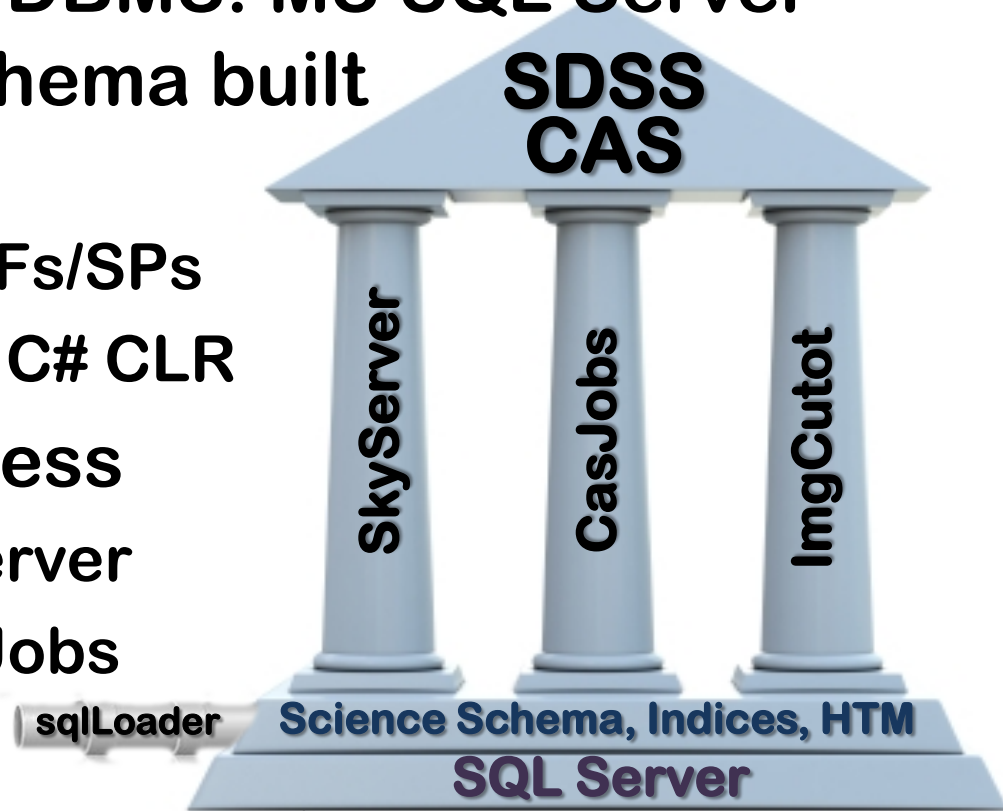 DBMS: MS SQL Server
hema built
Fs/SPs
C# CLR
ess
erver
Jobs
SDSS
CAS
SkyServer
CasJobs
ImgCutot
sqlLoader
Science Schema, Indices, HTM
SQL Server